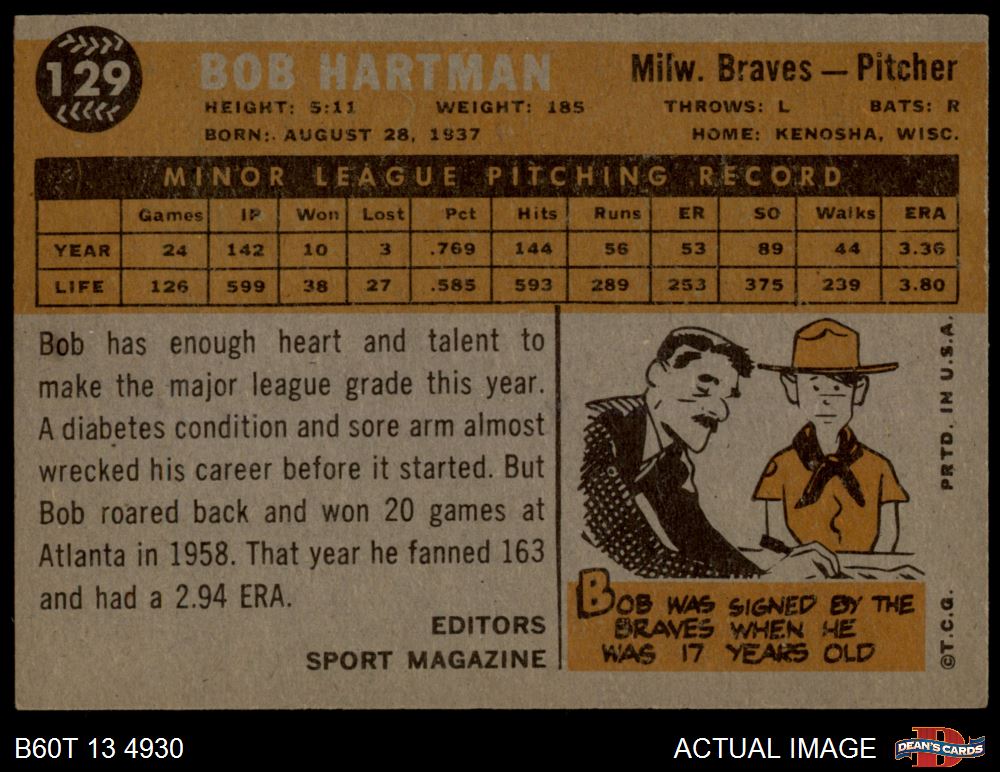 129
BOB HARTMAN
Milw. Braves — Pitcher
HEIGHT: 5:11 WEIGHT: 185 THROWS: L BATS: R
BORN: AUGUST 28, 1937 HOME: KENOSHA, WISC.
MINOR LEAGUE PITCHING RECORD
Games IP Won Lost Pct Hits Runs ER SO Walks ERA
YEAR 24 142 10 3 .769 144 56 53 89 44 3.36
LIFE 126 599 38 27 .585 593 289 253 375 239 3.80
Bob has enough heart and talent to
make the major league grade this year.
A diabetes condition and sore arm almost
wrecked his career before it started. But
Bob roared back and won 20 games at
Atlanta in 1958. That year he fanned 163
and had a 2.94 ERA.
EDITORS
SPORT MAGAZINE
BOB WAS SIGNED BY THE
BRAVES WHEN HE
WAS 17 YEARS OLD
©T.C.G. PRTD. IN U.S.A.
B60T 13 4930
ACTUAL IMAGE
D
DEAN'S CARDS